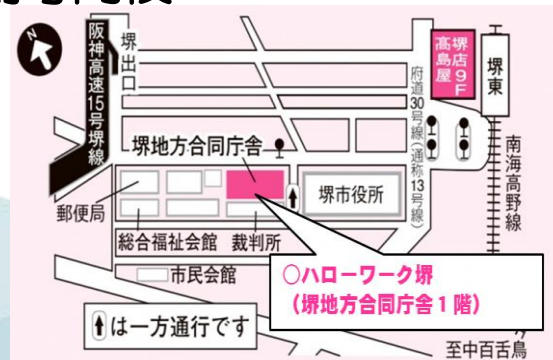 阪神高速15号堺線
堺出口
府道30号線(通称13号線)
高島屋
堺店9F
堺東
南海高野線
堺地方合同庁舎
郵便局
堺市役所
総合福祉会館 裁判所
市民会館
○ハローワーク堺
(堺地方合同庁舎1階)
は一方通行です
至中百舌鳥